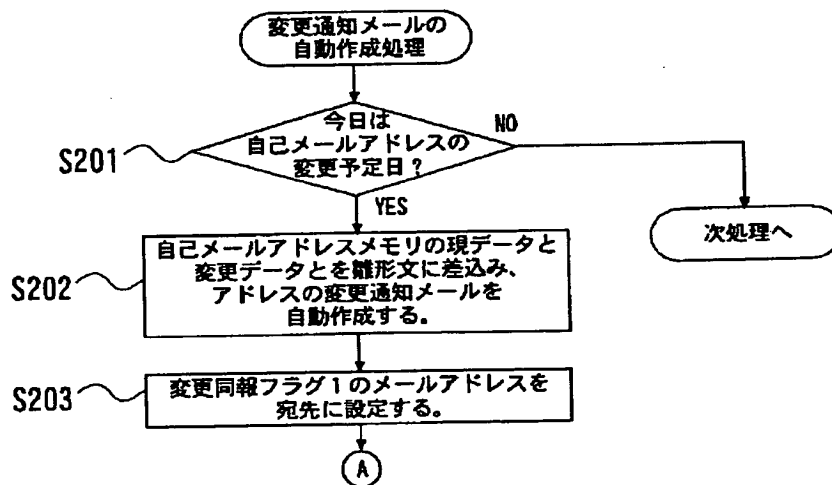 変更通知メールの
自動作成処理
今日は
自己メールアドレスの
変更予定日?
NO
S201
YES
次処理へ
自己メールアドレスメモリの現データと
変更データとを雛形文に差込み、
アドレスの変更通知メールを
自動作成する。
S202
変更同報フラグ1のメールアドレスを
宛先に設定する。
S203
A